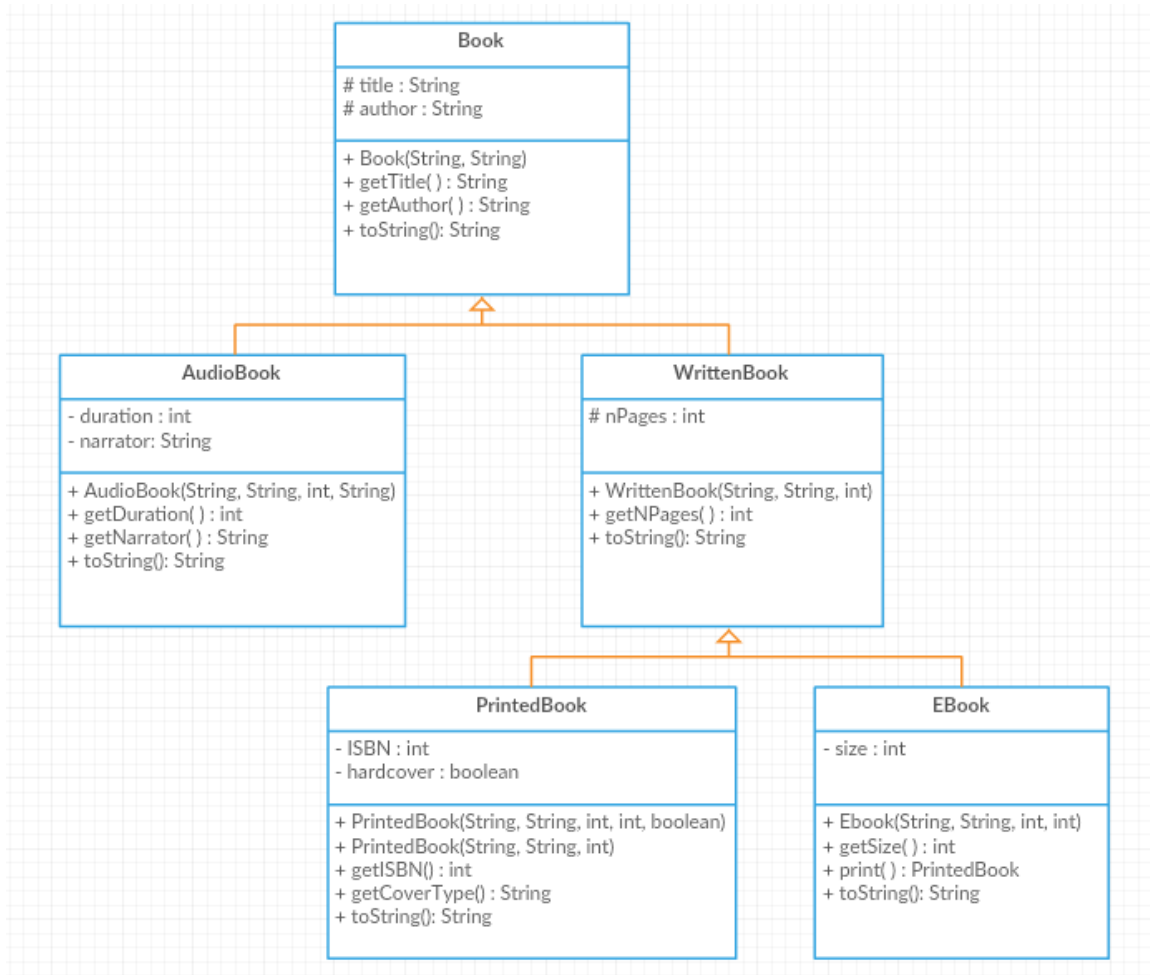 Book
# title : String
# author : String
+ Book(String, String)
+ getTitle( ) : String
+ getAuthor( ) : String
+ toString(): String
AudioBook
- duration : int
- narrator: String
+ AudioBook(String, String, int, String)
+ getDuration( ) : int
+ getNarrator( ) : String
+ toString(): String
WrittenBook
# nPages : int
+ WrittenBook(String, String, int)
+ getNPages( ) : int
+ toString(): String
PrintedBook
- ISBN : int
- hardcover : boolean
+ PrintedBook(String, String, int, int, boolean)
+ PrintedBook(String, String, int)
+ getISBN() : int
+ getCoverType() : String
+ toString(): String
EBook
- size : int
+ Ebook(String, String, int, int)
+ getSize( ) : int
+ print( ) : PrintedBook
+ toString(): String